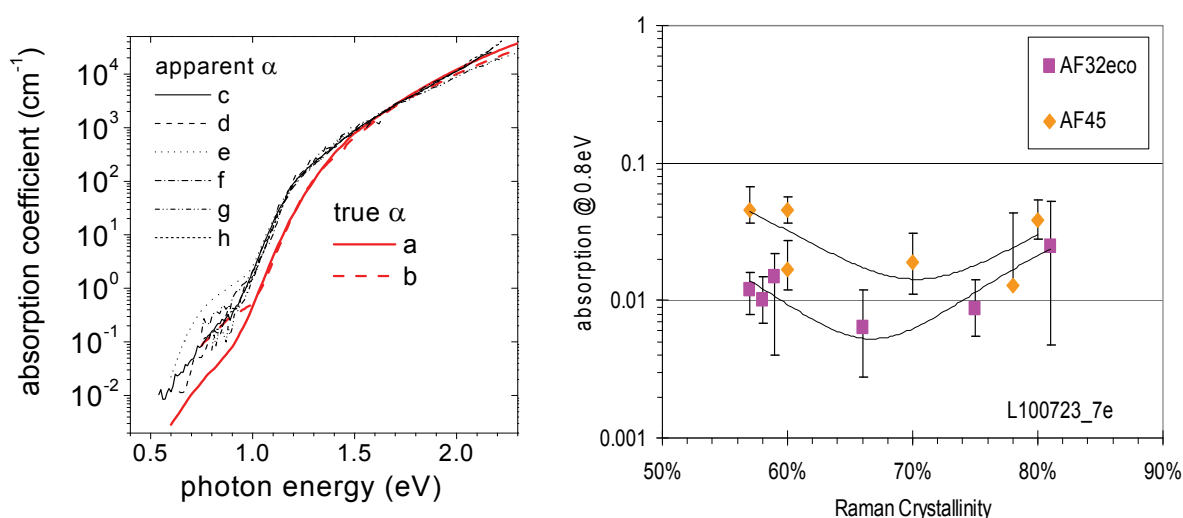 absorption coefficient (cm⁻¹)
10⁴
10³
10²
10¹
10⁰
10⁻¹
10⁻²
apparent α
c
d
e
f
g
h
true α
a
b
0.5 1.0 1.5 2.0
photon energy (eV)
absorption @0.8eV
1
0.1
0.01
0.001
AF32eco
AF45
L100723_7e
50% 60% 70% 80% 90%
Raman Crystallinity